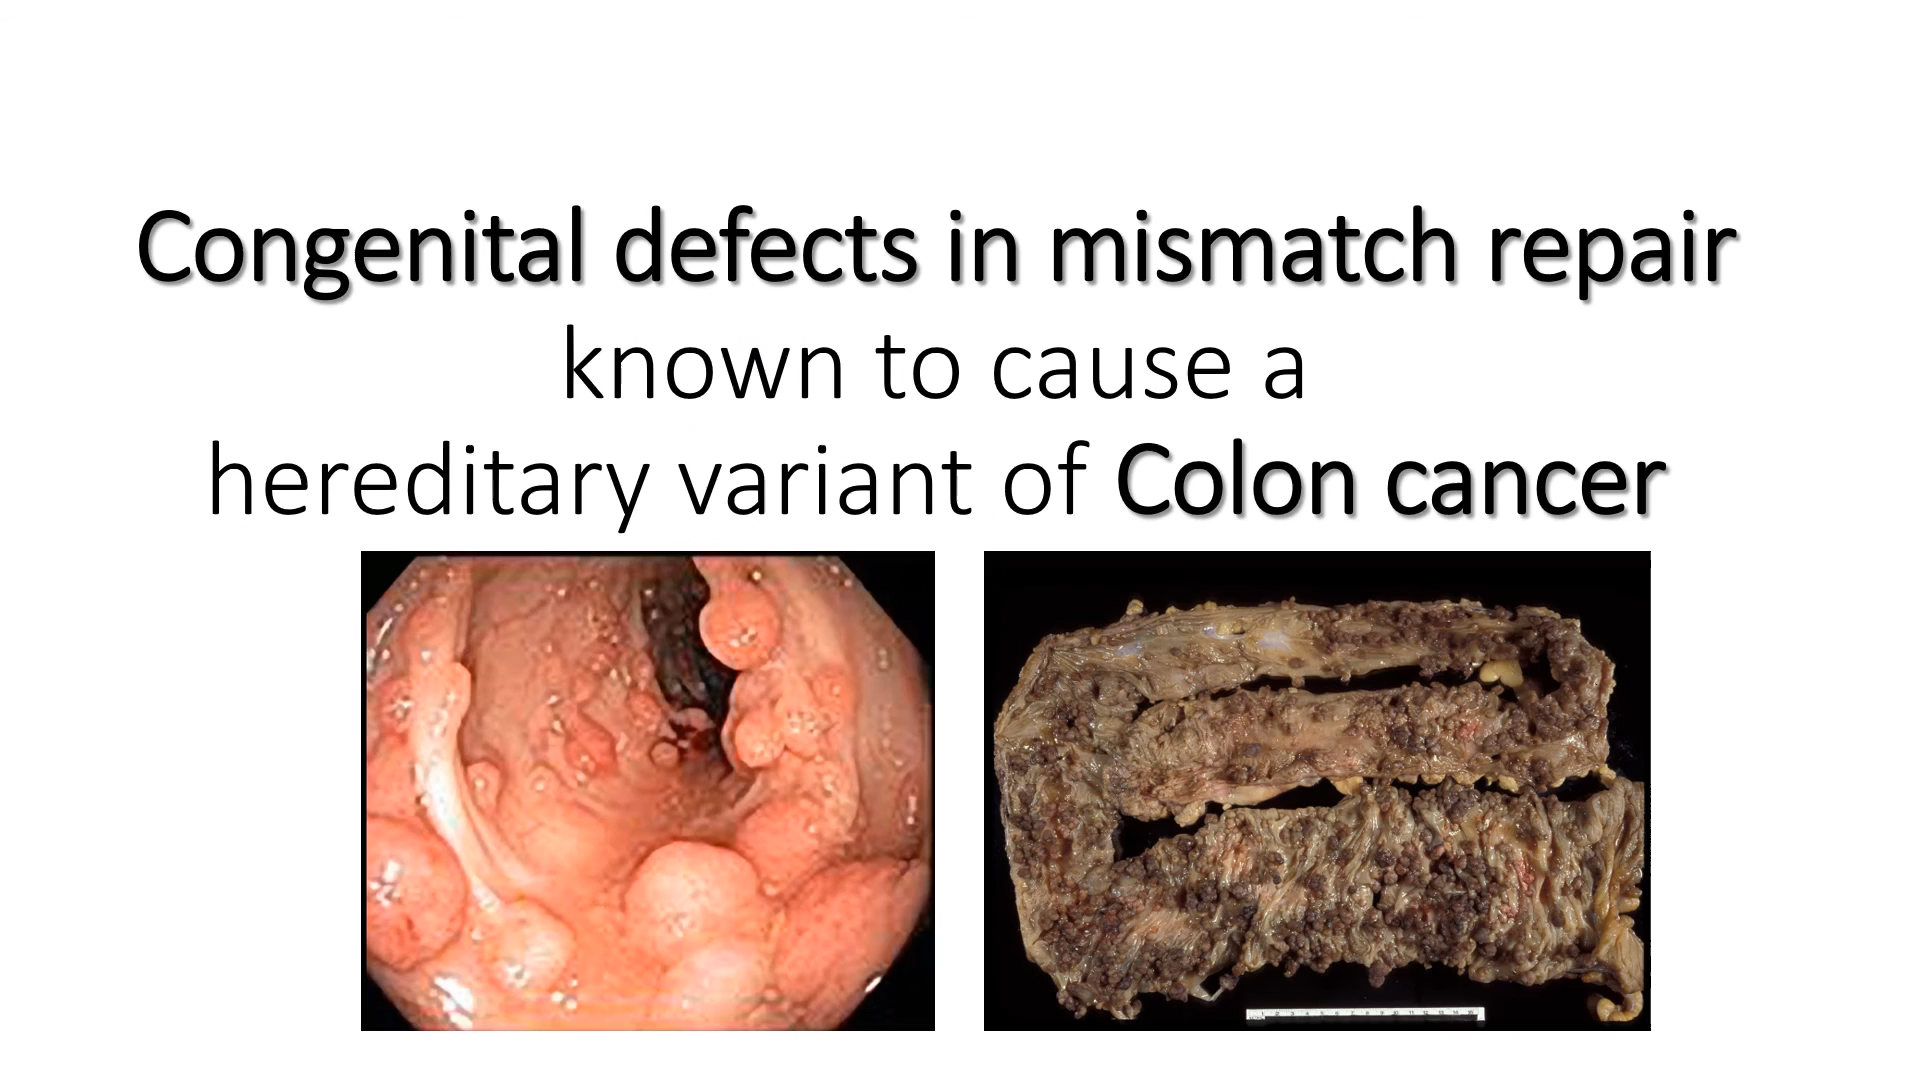 Congenital defects in mismatch repair
known to cause a
hereditary variant of Colon cancer